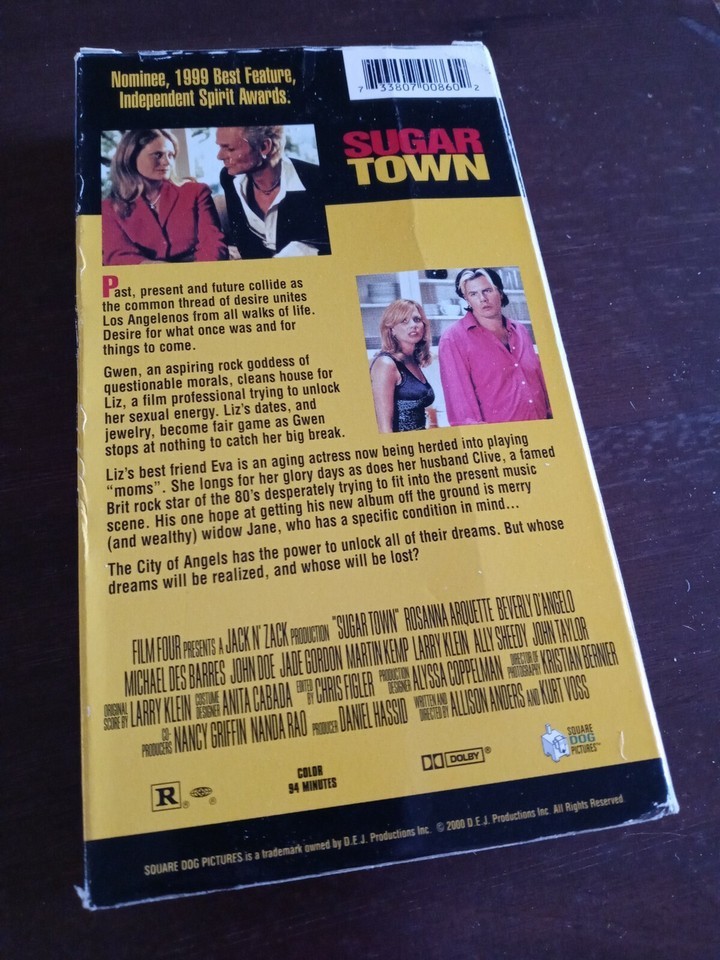 Nominee, 1999 Best Feature,
Independent Spirit Awards.
7 33807 00860 2
SUGAR
TOWN
Past, present and future collide as
the common thread of desire unites
Los Angelenos from all walks of life.
Desire for what once was and for
things to come.
Gwen, an aspiring rock goddess of
questionable morals, cleans house for
Liz, a film professional trying to unlock
her sexual energy. Liz's dates, and
jewelry, become fair game as Gwen
stops at nothing to catch her big break.
Liz's best friend Eva is an aging actress now being herded into playing
"moms". She longs for her glory days as does her husband Clive, a famed
Brit rock star of the 80's desperately trying to fit into the present music
scene. His one hope at getting his new album off the ground is merry
(and wealthy) widow Jane, who has a specific condition in mind...
The City of Angels has the power to unlock all of their dreams. But whose
dreams will be realized, and whose will be lost?
FILM FOUR PRESENTS A JACK N' ZACK PRODUCTION "SUGAR TOWN" ROSANNA ARQUETTE BEVERLY D'ANGELO
MICHAEL DES BARRES JOHN DOE JADE GORDON MARTIN KEMP LARRY KLEIN ALLY SHEEDY JOHN TAYLOR
ORIGINAL SCORE BY LARRY KLEIN COSTUME DESIGNER ANITA CABADA EDITED BY CHRIS FIGLER PRODUCTION DESIGNER ALYSSA COPPELMAN DIRECTOR OF PHOTOGRAPHY KRISTIAN BERNIER
CO-PRODUCERS NANCY GRIFFIN NANDA RAO PRODUCER DANIEL HASSID WRITTEN AND DIRECTED BY ALLISON ANDERS AND KURT VOSS
R ®
COLOR
94 MINUTES
DOLBY ®
SQUARE
DOG
PICTURES™
SQUARE DOG PICTURES is a trademark owned by D.E.J. Productions Inc. © 2000 D.E.J. Productions Inc. All Rights Reserved.